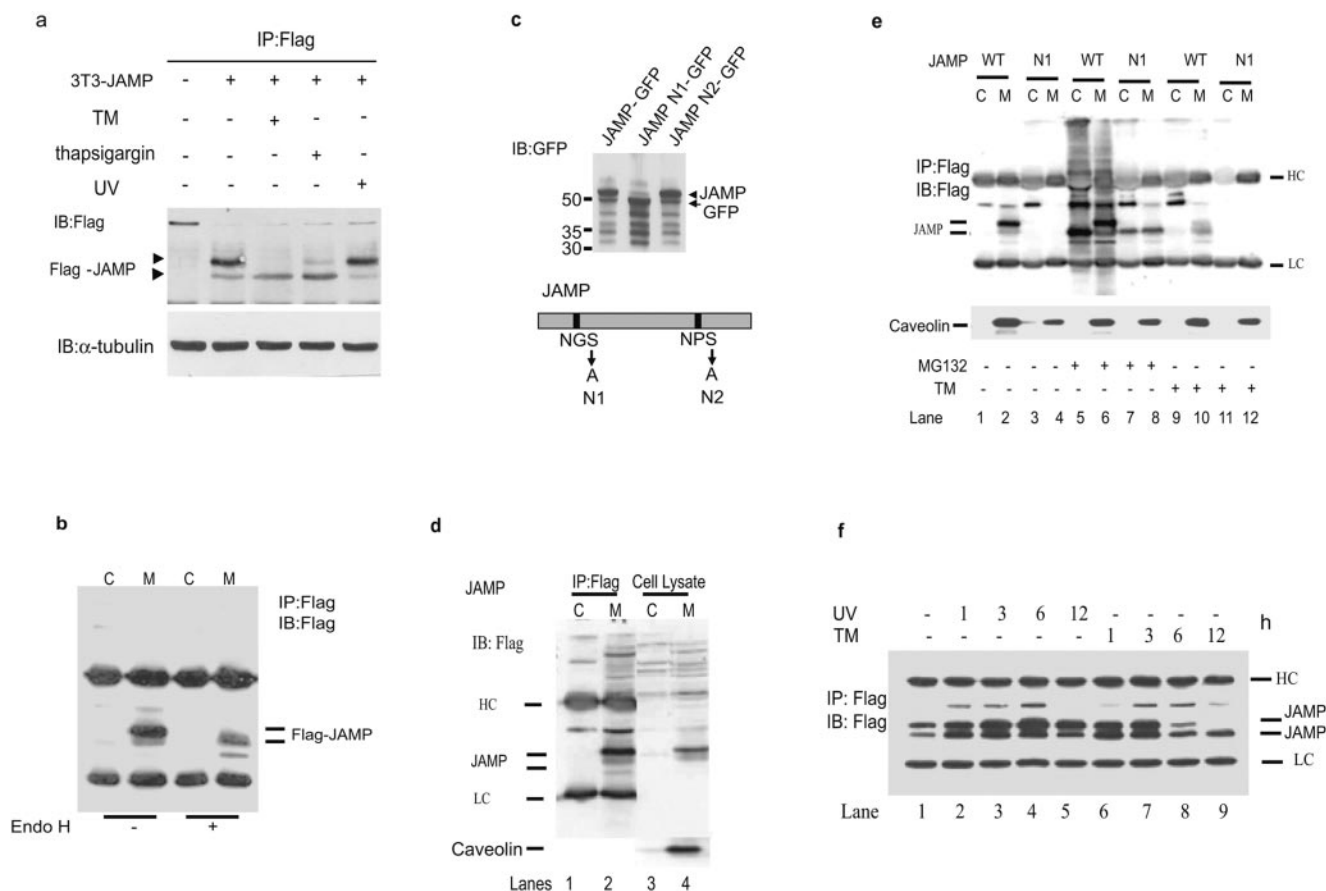 a
IP:Flag
3T3-JAMP - + + + +
TM - - + - -
thapsigargin - - - + -
UV - - - - +
IB:Flag
Flag -JAMP
IB:α-tubulin
b
C M C M
IP:Flag
IB:Flag
Flag-JAMP
Endo H - +
c
JAMP- GFP
JAMP N1- GFP
JAMP N2- GFP
IB:GFP
JAMP
50
GFP
35
30
JAMP
NGS NPS
A A
N1 N2
d
JAMP IP:Flag Cell Lysate
C M C M
IB: Flag
HC
JAMP
LC
Caveolin
Lanes 1 2 3 4
e
JAMP WT N1 WT N1 WT N1
C M C M C M C M C M C M
IP:Flag
HC
IB:Flag
JAMP
LC
Caveolin
MG132 - - - - + + + + - - - -
TM - - - - - - - - + + + +
Lane 1 2 3 4 5 6 7 8 9 10 11 12
f
UV - 1 3 6 12 - - - -
h
TM - - - - - 1 3 6 12
HC
IP: Flag
JAMP
IB: Flag
JAMP
LC
Lane 1 2 3 4 5 6 7 8 9